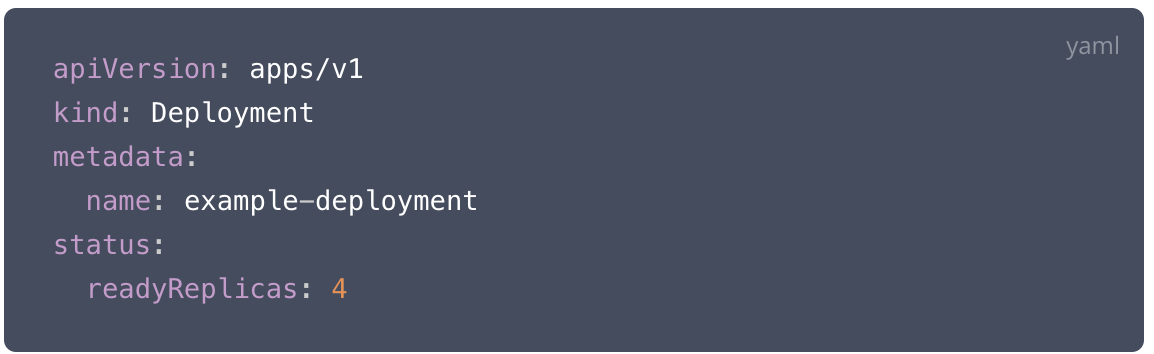 yaml
apiVersion: apps/v1
kind: Deployment
metadata:
  name: example-deployment
status:
  readyReplicas: 4